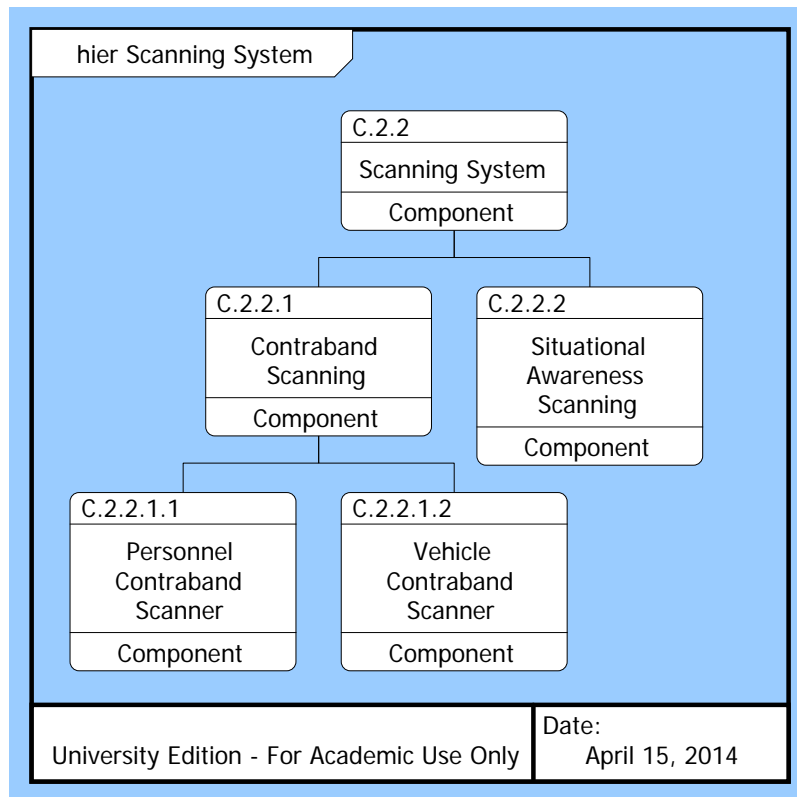 hier Scanning System
C.2.2
Scanning System
Component
C.2.2.1
Contraband
Scanning
Component
C.2.2.2
Situational
Awareness
Scanning
Component
C.2.2.1.1
Personnel
Contraband
Scanner
Component
C.2.2.1.2
Vehicle
Contraband
Scanner
Component
University Edition - For Academic Use Only
Date:
April 15, 2014